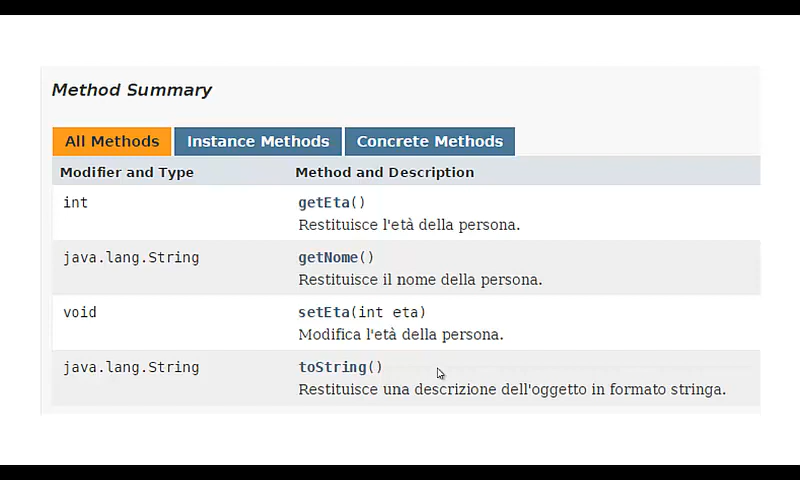 Method Summary
All Methods Instance Methods Concrete Methods
Modifier and Type Method and Description
int getEta()
Restituisce l'età della persona.
java.lang.String getNome()
Restituisce il nome della persona.
void setEta(int eta)
Modifica l'età della persona.
java.lang.String toString()
Restituisce una descrizione dell'oggetto in formato stringa.